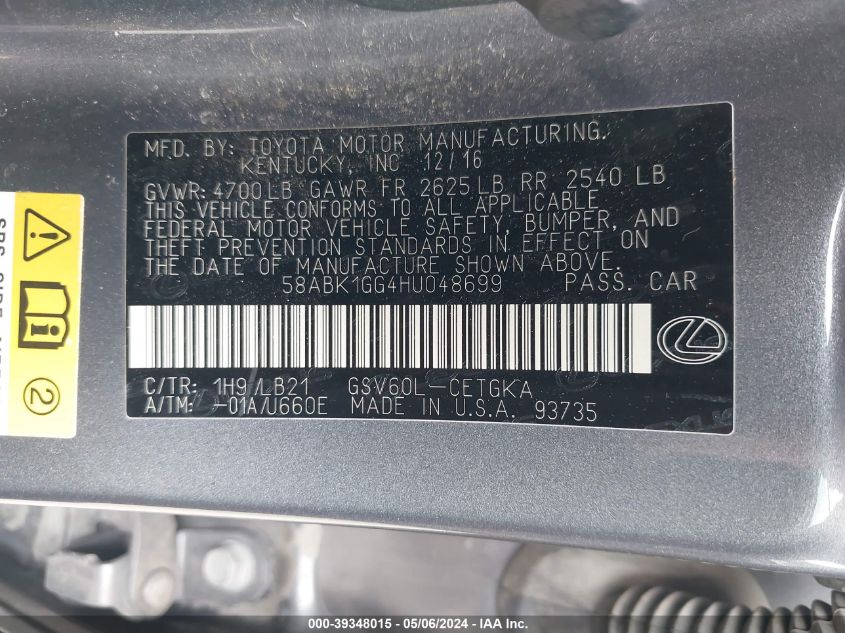 MFD. BY: TOYOTA MOTOR MANUFACTURING,
KENTUCKY, INC 12/16
GVWR: 4700 LB GAWR FR 2625 LB RR 2540 LB
THIS VEHICLE CONFORMS TO ALL APPLICABLE
FEDERAL MOTOR VEHICLE SAFETY, BUMPER, AND
THEFT PREVENTION STANDARDS IN EFFECT ON
THE DATE OF MANUFACTURE SHOWN ABOVE.
58ABK1GG4HU048699 PASS. CAR
C/TR: 1H9 /LB21 GSV60L-CETGKA
A/TM: -01A/U660E MADE IN U.S.A. 93735
2
000-39348015 - 05/06/2024 - © IAA Inc.